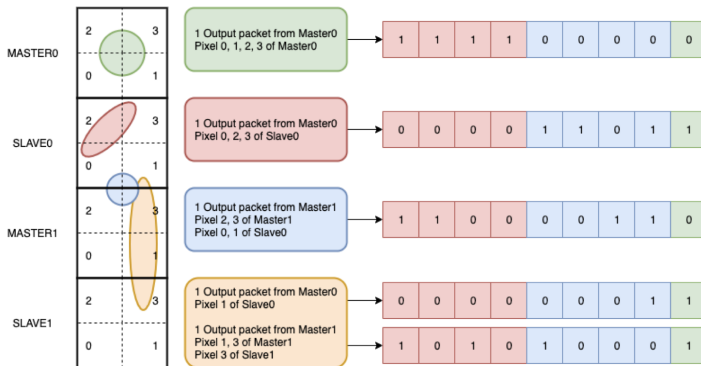 MASTER0
2 3
0 1
1 Output packet from Master0
Pixel 0, 1, 2, 3 of Master0
1 1 1 1 0 0 0 0 0
SLAVE0
2 3
0 1
1 Output packet from Master0
Pixel 0, 2, 3 of Slave0
0 0 0 0 1 1 0 1 1
MASTER1
2 3
0 1
1 Output packet from Master1
Pixel 2, 3 of Master1
Pixel 0, 1 of Slave0
1 1 0 0 0 0 1 1 0
SLAVE1
2 3
0 1
1 Output packet from Master0
Pixel 1 of Slave0
0 0 0 0 0 0 0 1 1
1 Output packet from Master1
Pixel 1, 3 of Master1
Pixel 3 of Slave1
1 0 1 0 1 0 0 0 1